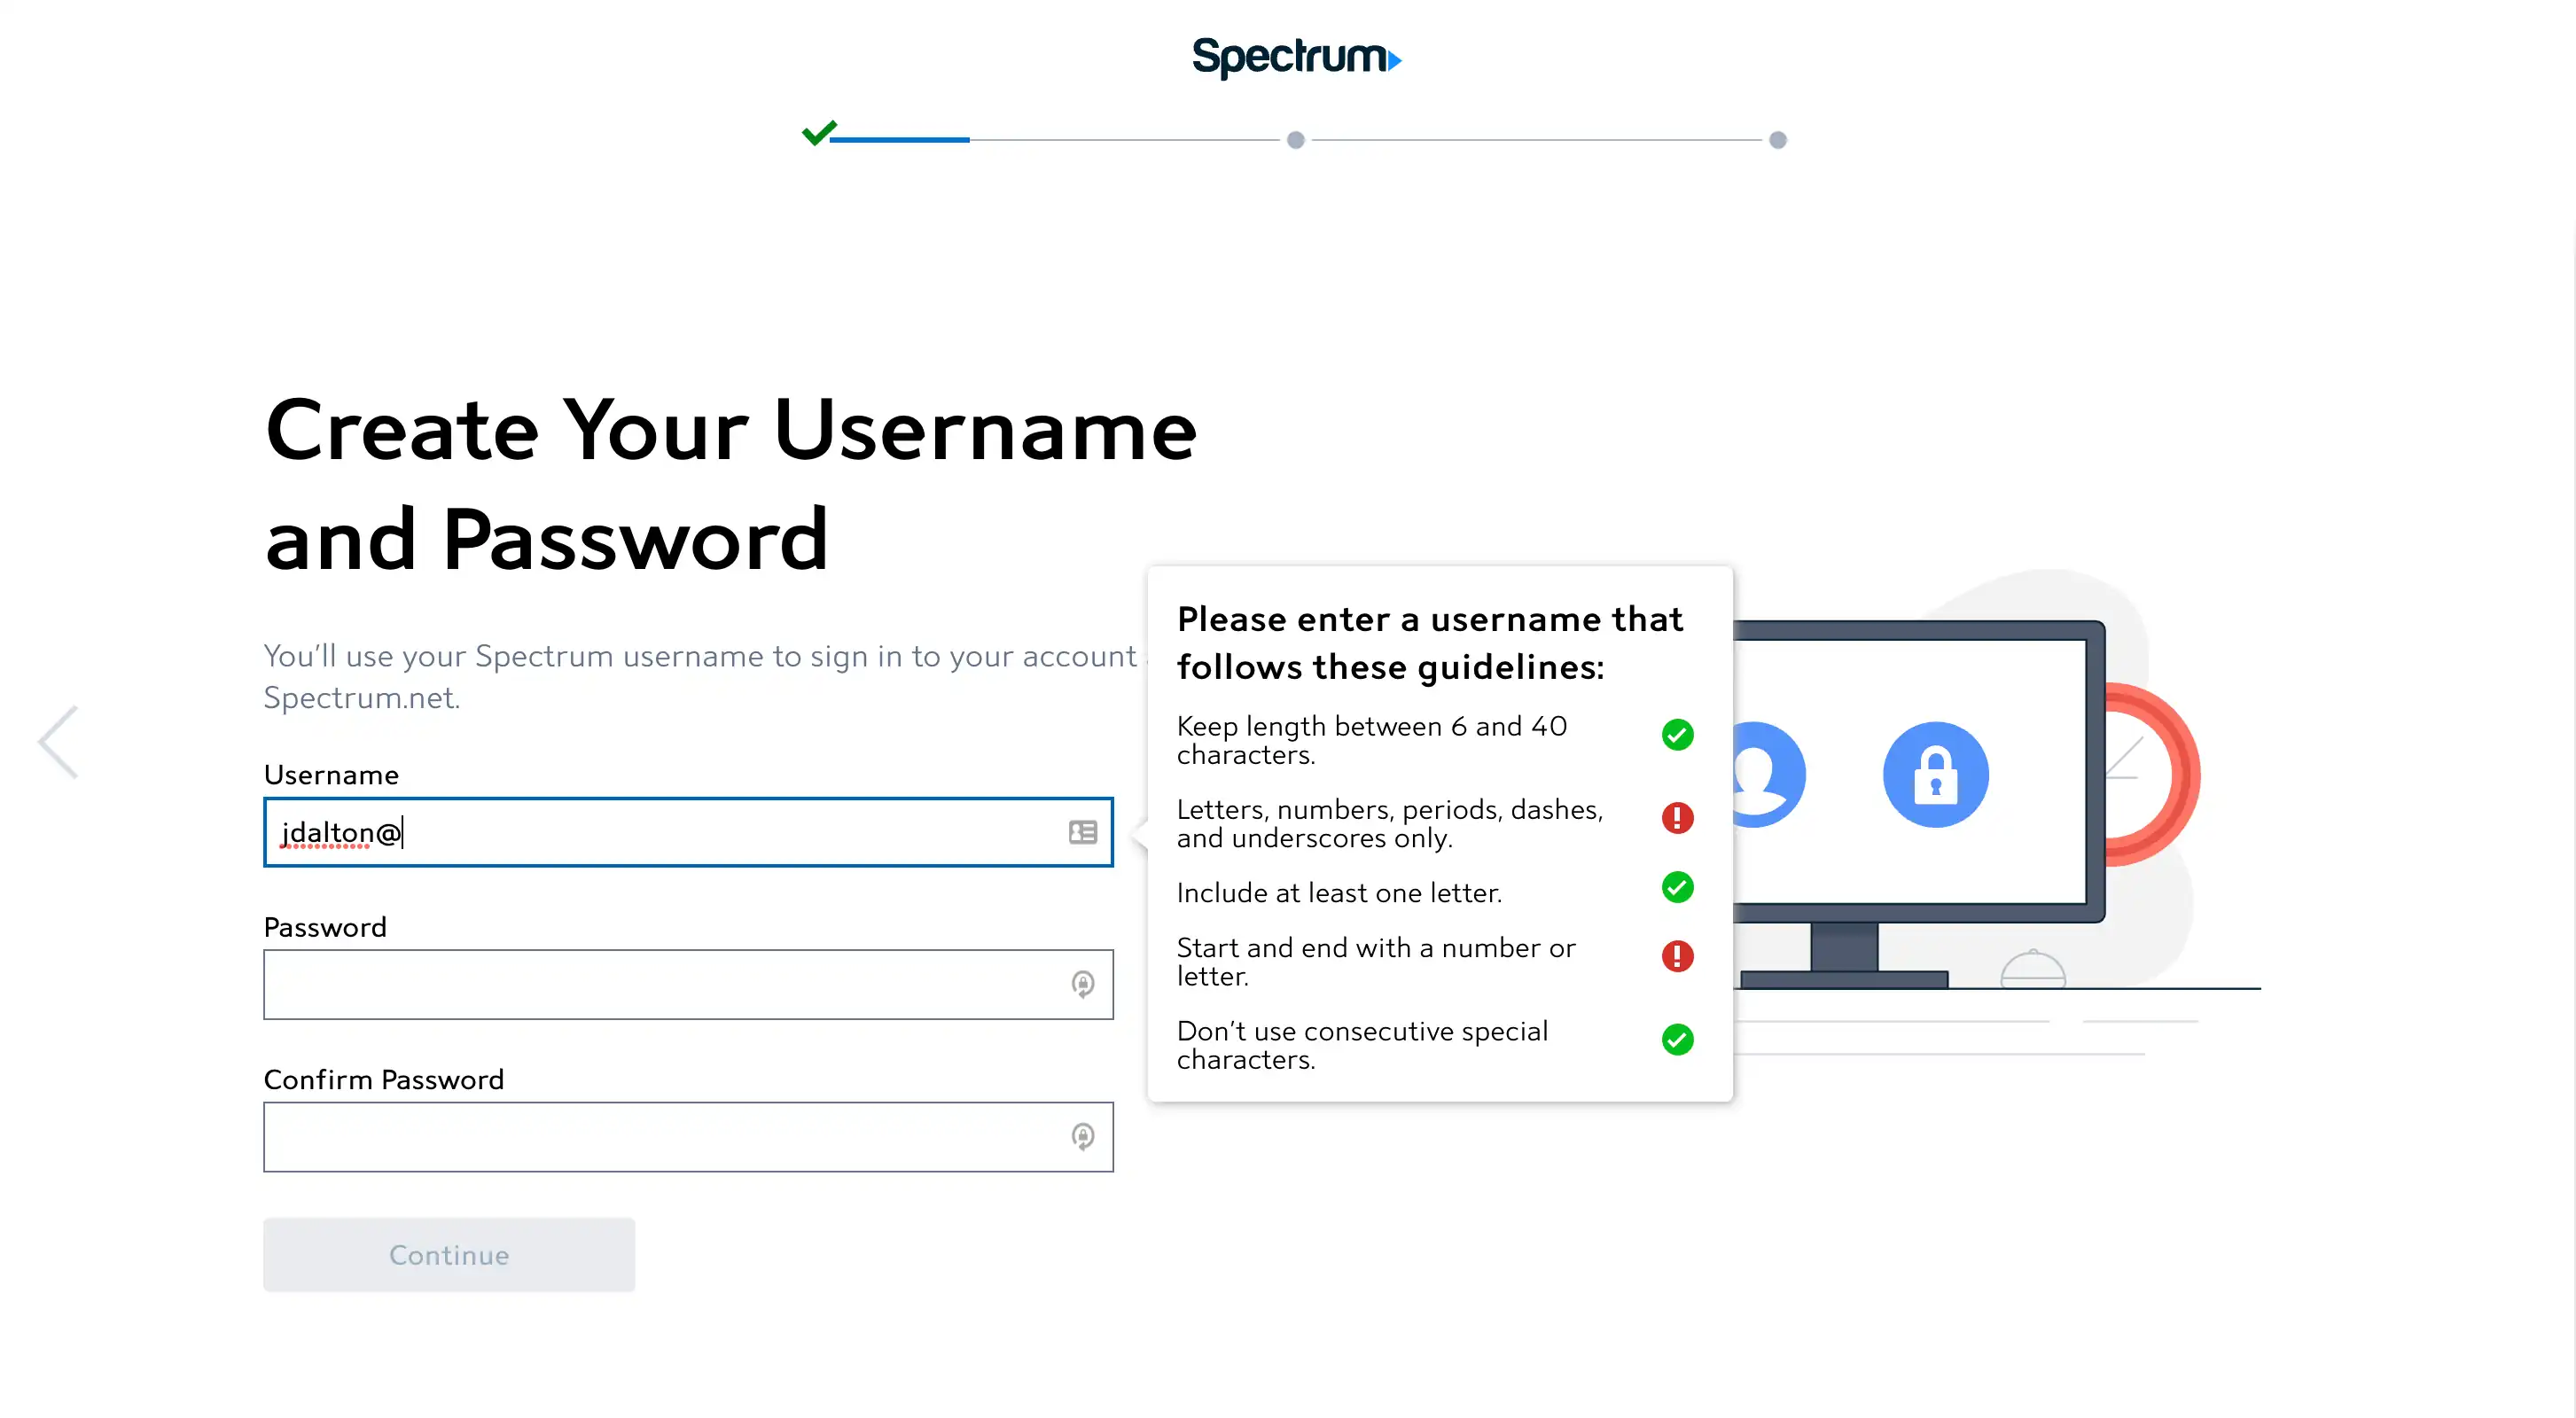 Spectrum
Create Your Username
and Password
You'll use your Spectrum username to sign in to your account
Spectrum.net.
Username
jdalton@
Password
Confirm Password
Continue
Please enter a username that
follows these guidelines:
Keep length between 6 and 40
characters.
Letters, numbers, periods, dashes,
and underscores only.
Include at least one letter.
Start and end with a number or
letter.
Don't use consecutive special
characters.